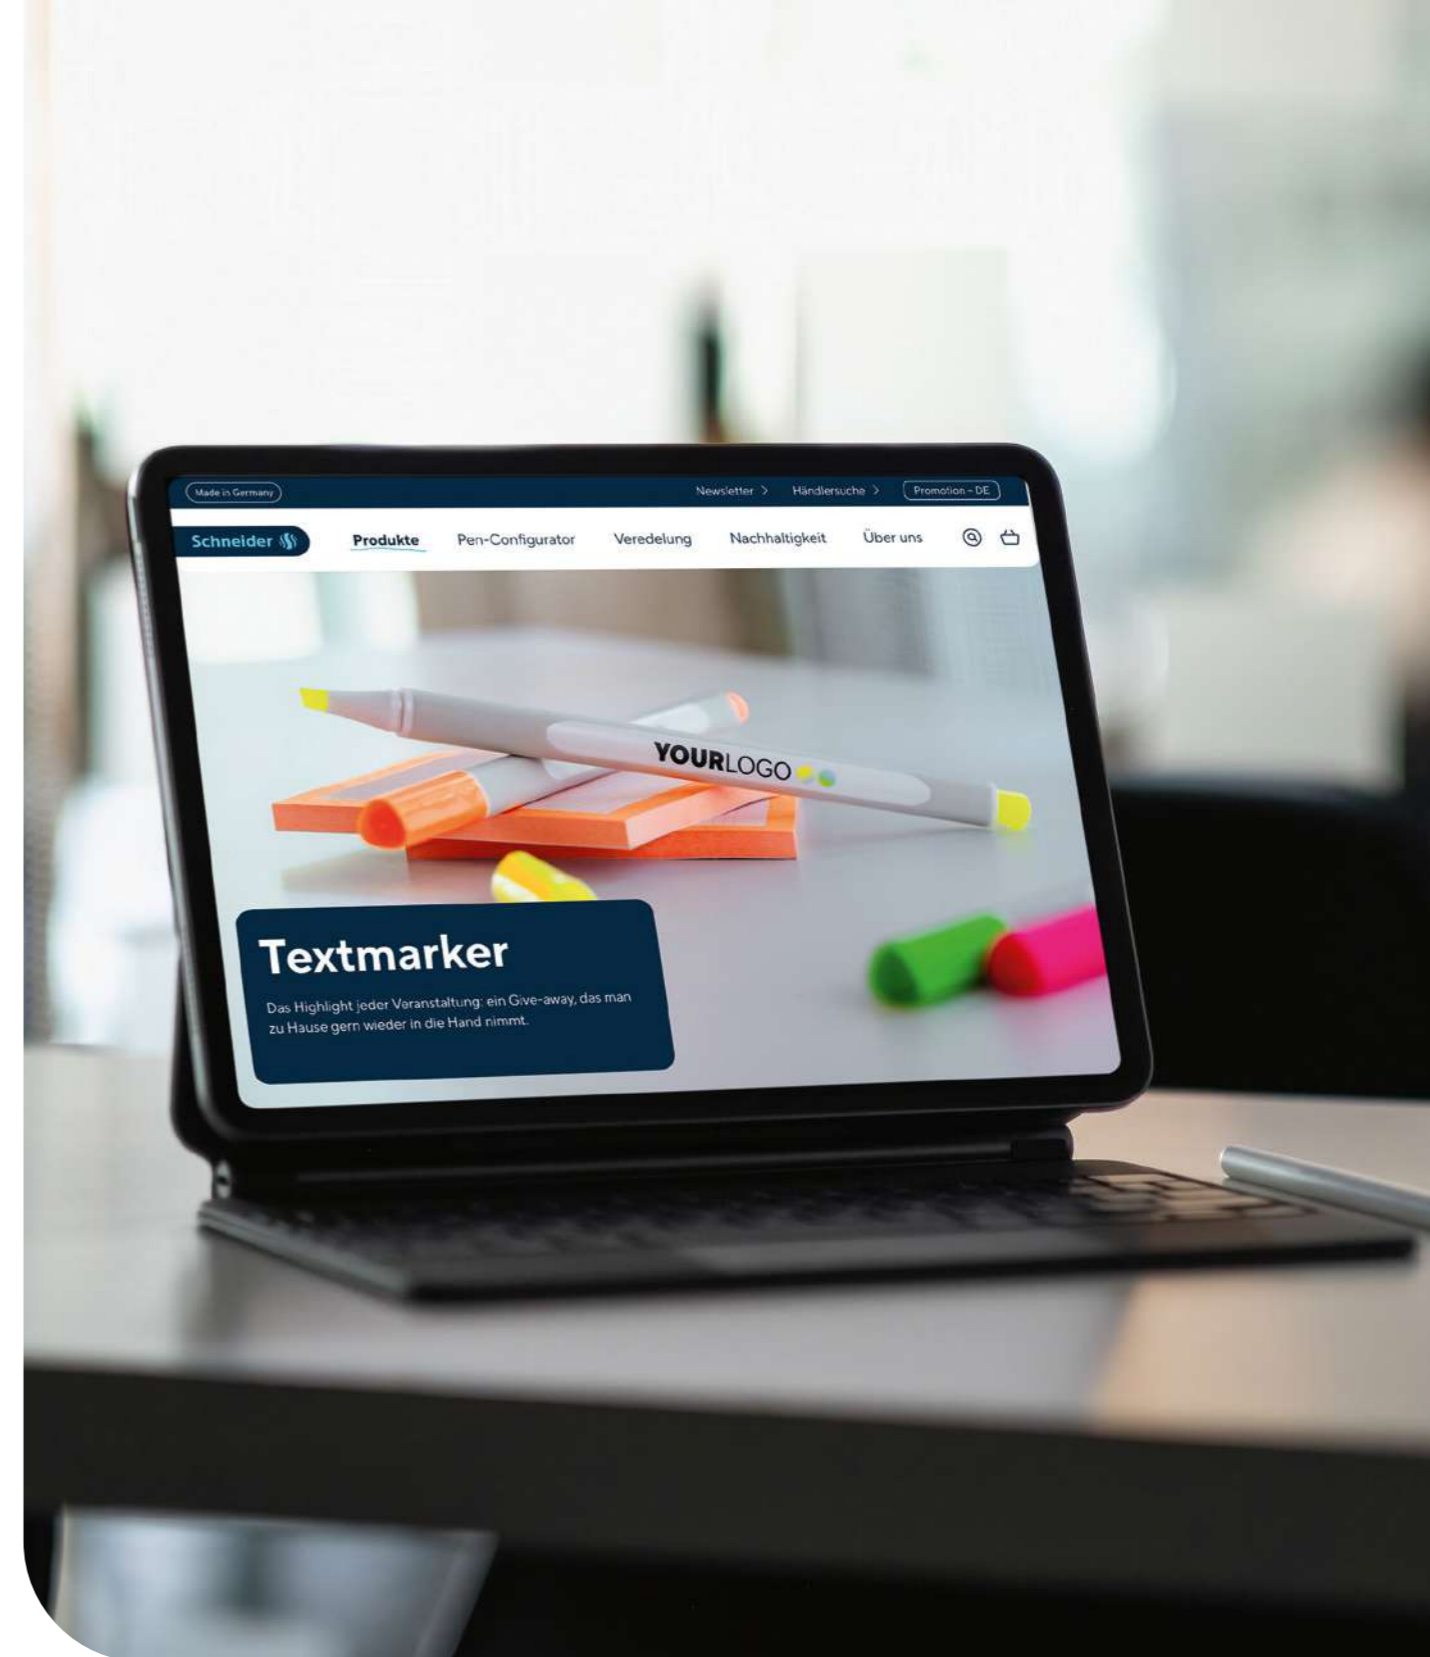 Made in Germany
Newsletter >
Händlersuche >
Promotion – DE
Schneider
Produkte
Pen-Configurator
Veredelung
Nachhaltigkeit
Über uns
YOURLOGO
Textmarker
Das Highlight jeder Veranstaltung: ein Give-away, das man
zu Hause gern wieder in die Hand nimmt.